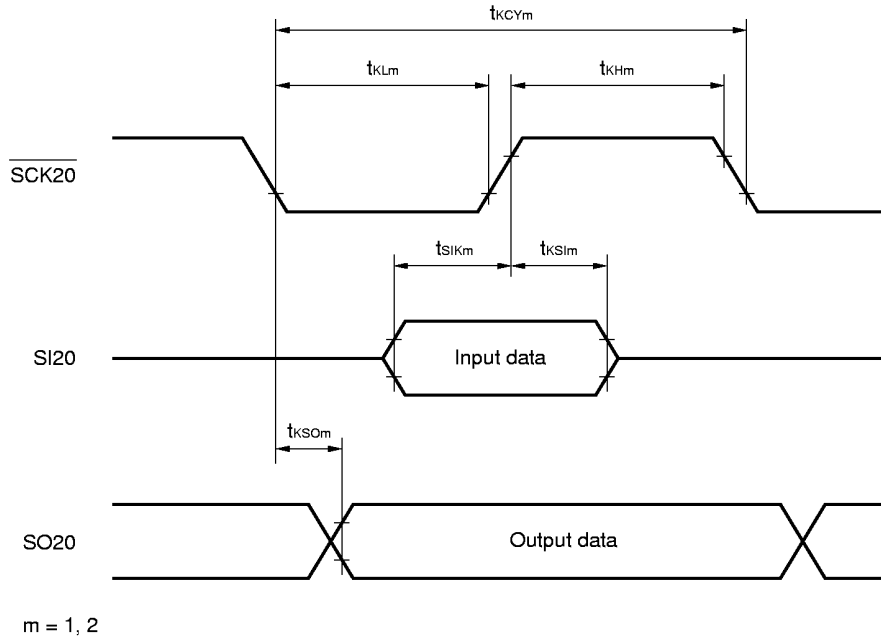 tKCYm
tKLm
tKHm
SCK20
tSIKm
tKSIm
SI20
Input data
tKSOm
SO20
Output data
m = 1, 2